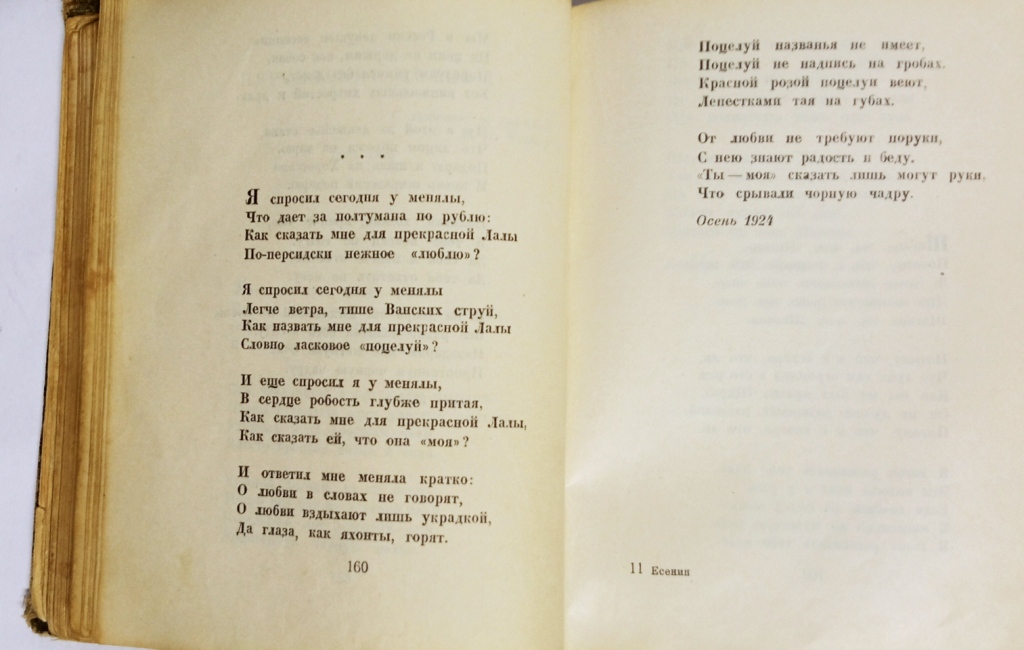 . . .
Я спросил сегодня у менялы,
Что дает за полтумана по рублю:
Как сказать мне для прекрасной Лалы
По-персидски нежное «люблю»?
Я спросил сегодня у менялы
Легче ветра, тише Ванских струй,
Как назвать мне для прекрасной Лалы
Словно ласковое «поцелуй»?
И еще спросил я у менялы,
В сердце робость глубже притая,
Как сказать мне для прекрасной Лалы,
Как сказать ей, что она «моя»?
И ответил мне меняла кратко:
О любви в словах не говорят,
О любви вздыхают лишь украдкой,
Да глаза, как яхонты, горят.
160
Поцелуй названья не имеет,
Поцелуй не надпись на гробах.
Красной розой поцелуи веют,
Лепестками тая на губах.
От любви не требуют поруки,
С нею знают радость и беду.
«Ты — моя» сказать лишь могут руки,
Что срывали чорную чадру.
Осень 1924
11 Есенин